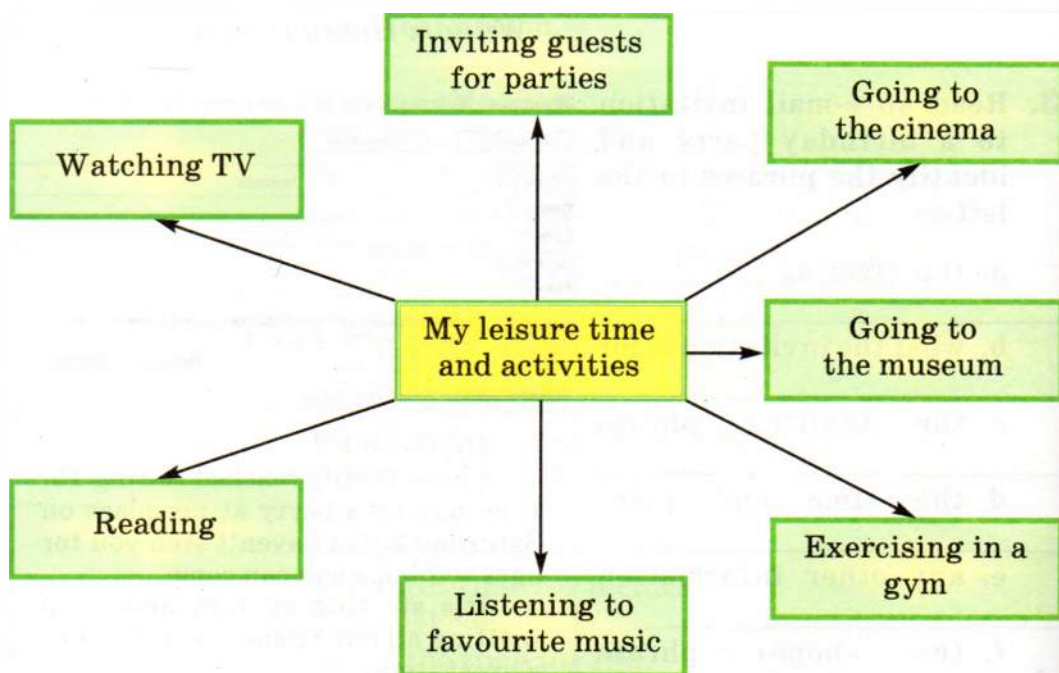 Inviting guests
for parties
Going to
the cinema
Watching TV
My leisure time
and activities
Going to
the museum
Reading
Listening to
favourite music
Exercising in a
gym